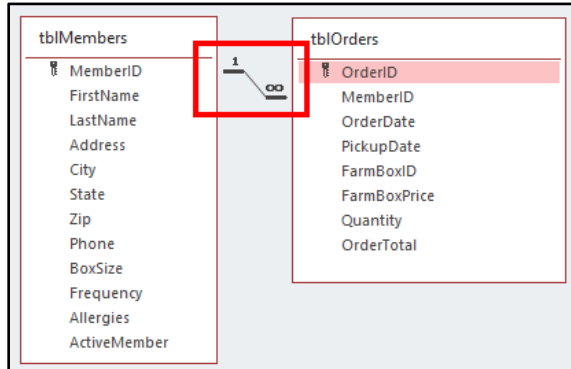 tblMembers
MemberID
FirstName
LastName
Address
City
State
Zip
Phone
BoxSize
Frequency
Allergies
ActiveMember
1
∞
tblOrders
OrderID
MemberID
OrderDate
PickupDate
FarmBoxID
FarmBoxPrice
Quantity
OrderTotal